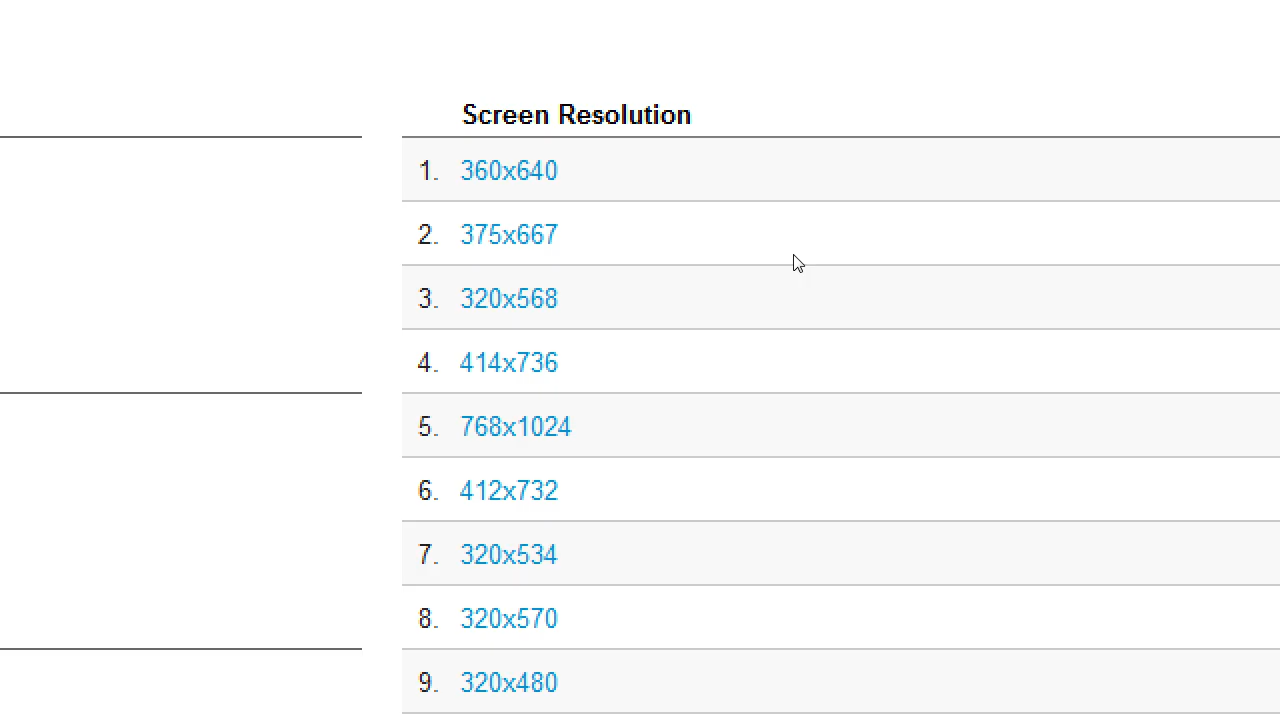 Screen Resolution
1. 360x640
2. 375x667
3. 320x568
4. 414x736
5. 768x1024
6. 412x732
7. 320x534
8. 320x570
9. 320x480